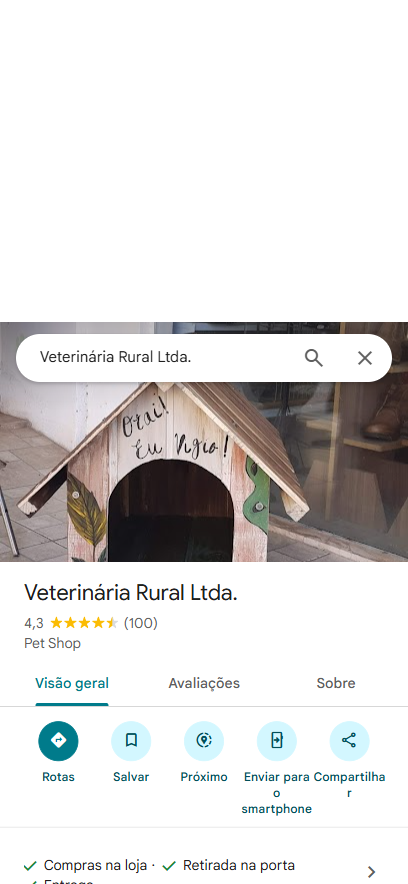 Veterinária Rural Ltda.
Orai!
Eu Vigio!
Veterinária Rural Ltda.
4,3 (100)
Pet Shop
Visão geral Avaliações Sobre
Rotas Salvar Próximo Enviar para o smartphone Compartilhar
Compras na loja · Retirada na porta
Entrega